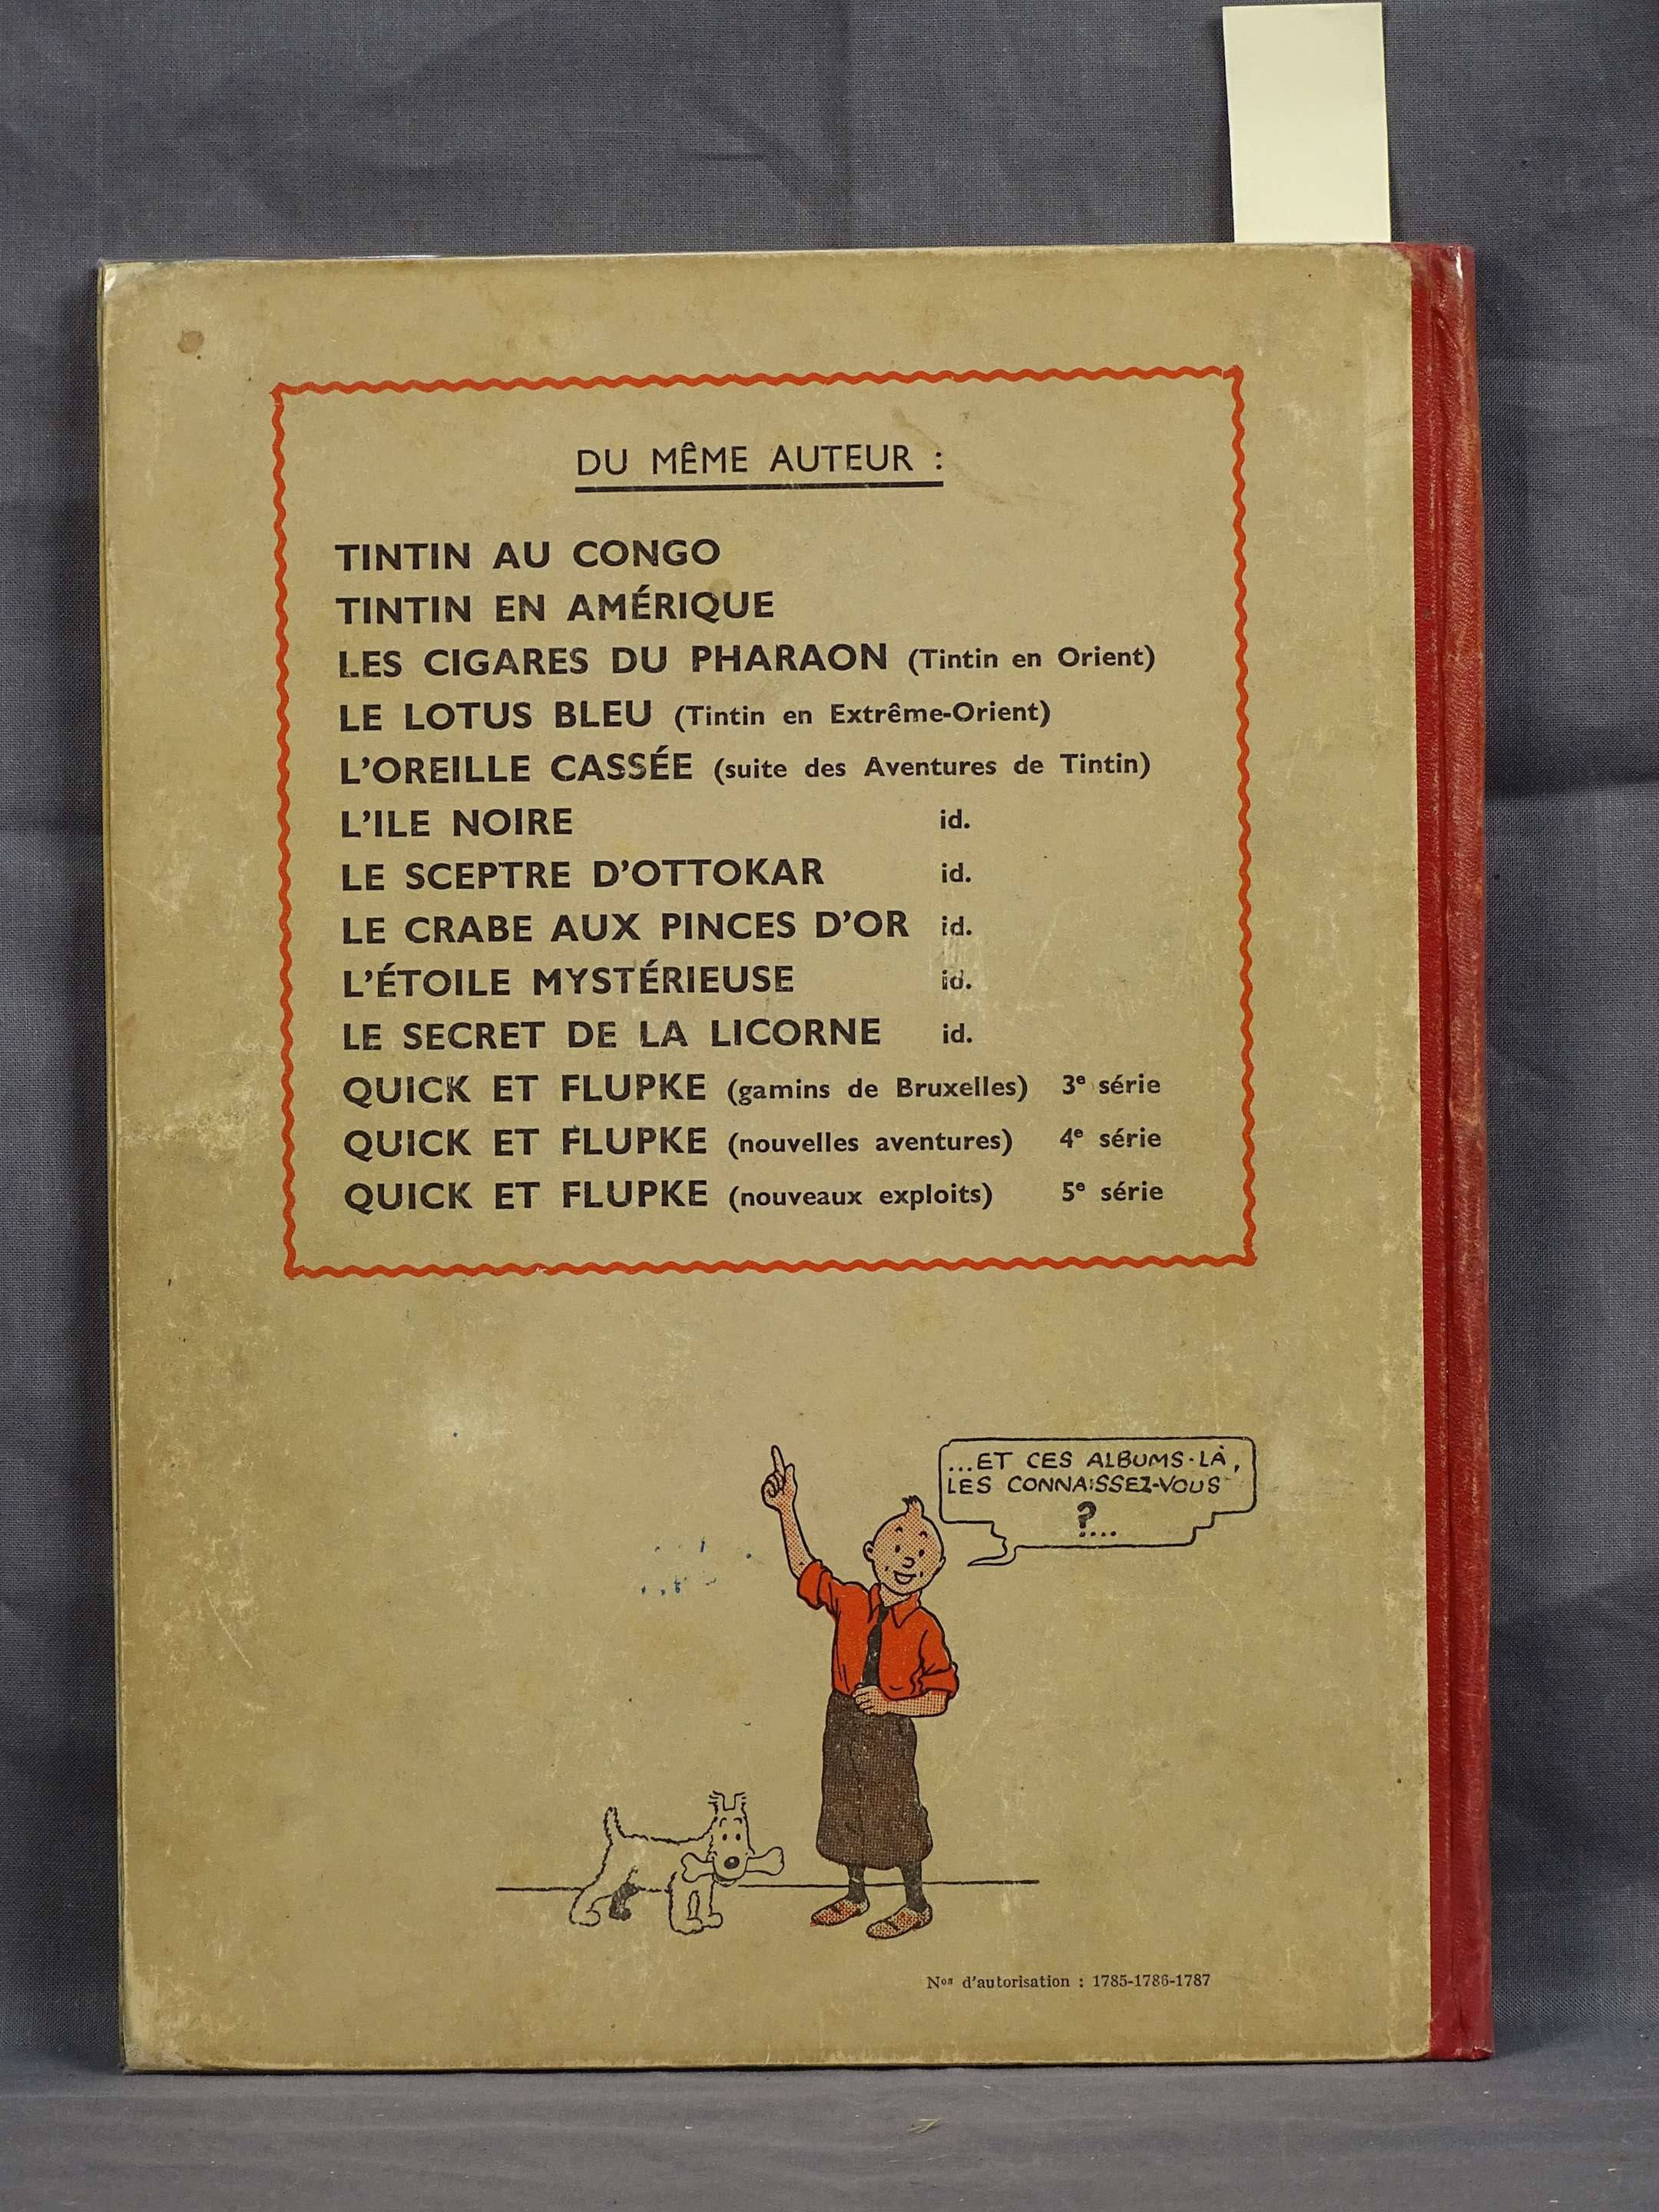 DU MÊME AUTEUR :
TINTIN AU CONGO
TINTIN EN AMÉRIQUE
LES CIGARES DU PHARAON (Tintin en Orient)
LE LOTUS BLEU (Tintin en Extrême-Orient)
L'OREILLE CASSÉE (suite des Aventures de Tintin)
L'ILE NOIRE id.
LE SCEPTRE D'OTTOKAR id.
LE CRABE AUX PINCES D'OR id.
L'ÉTOILE MYSTÉRIEUSE id.
LE SECRET DE LA LICORNE id.
QUICK ET FLUPKE (gamins de Bruxelles) 3e série
QUICK ET FLUPKE (nouvelles aventures) 4e série
QUICK ET FLUPKE (nouveaux exploits) 5e série
...ET CES ALBUMS-LÀ,
LES CONNAISSEZ-VOUS
?...
Nos d'autorisation : 1785-1786-1787